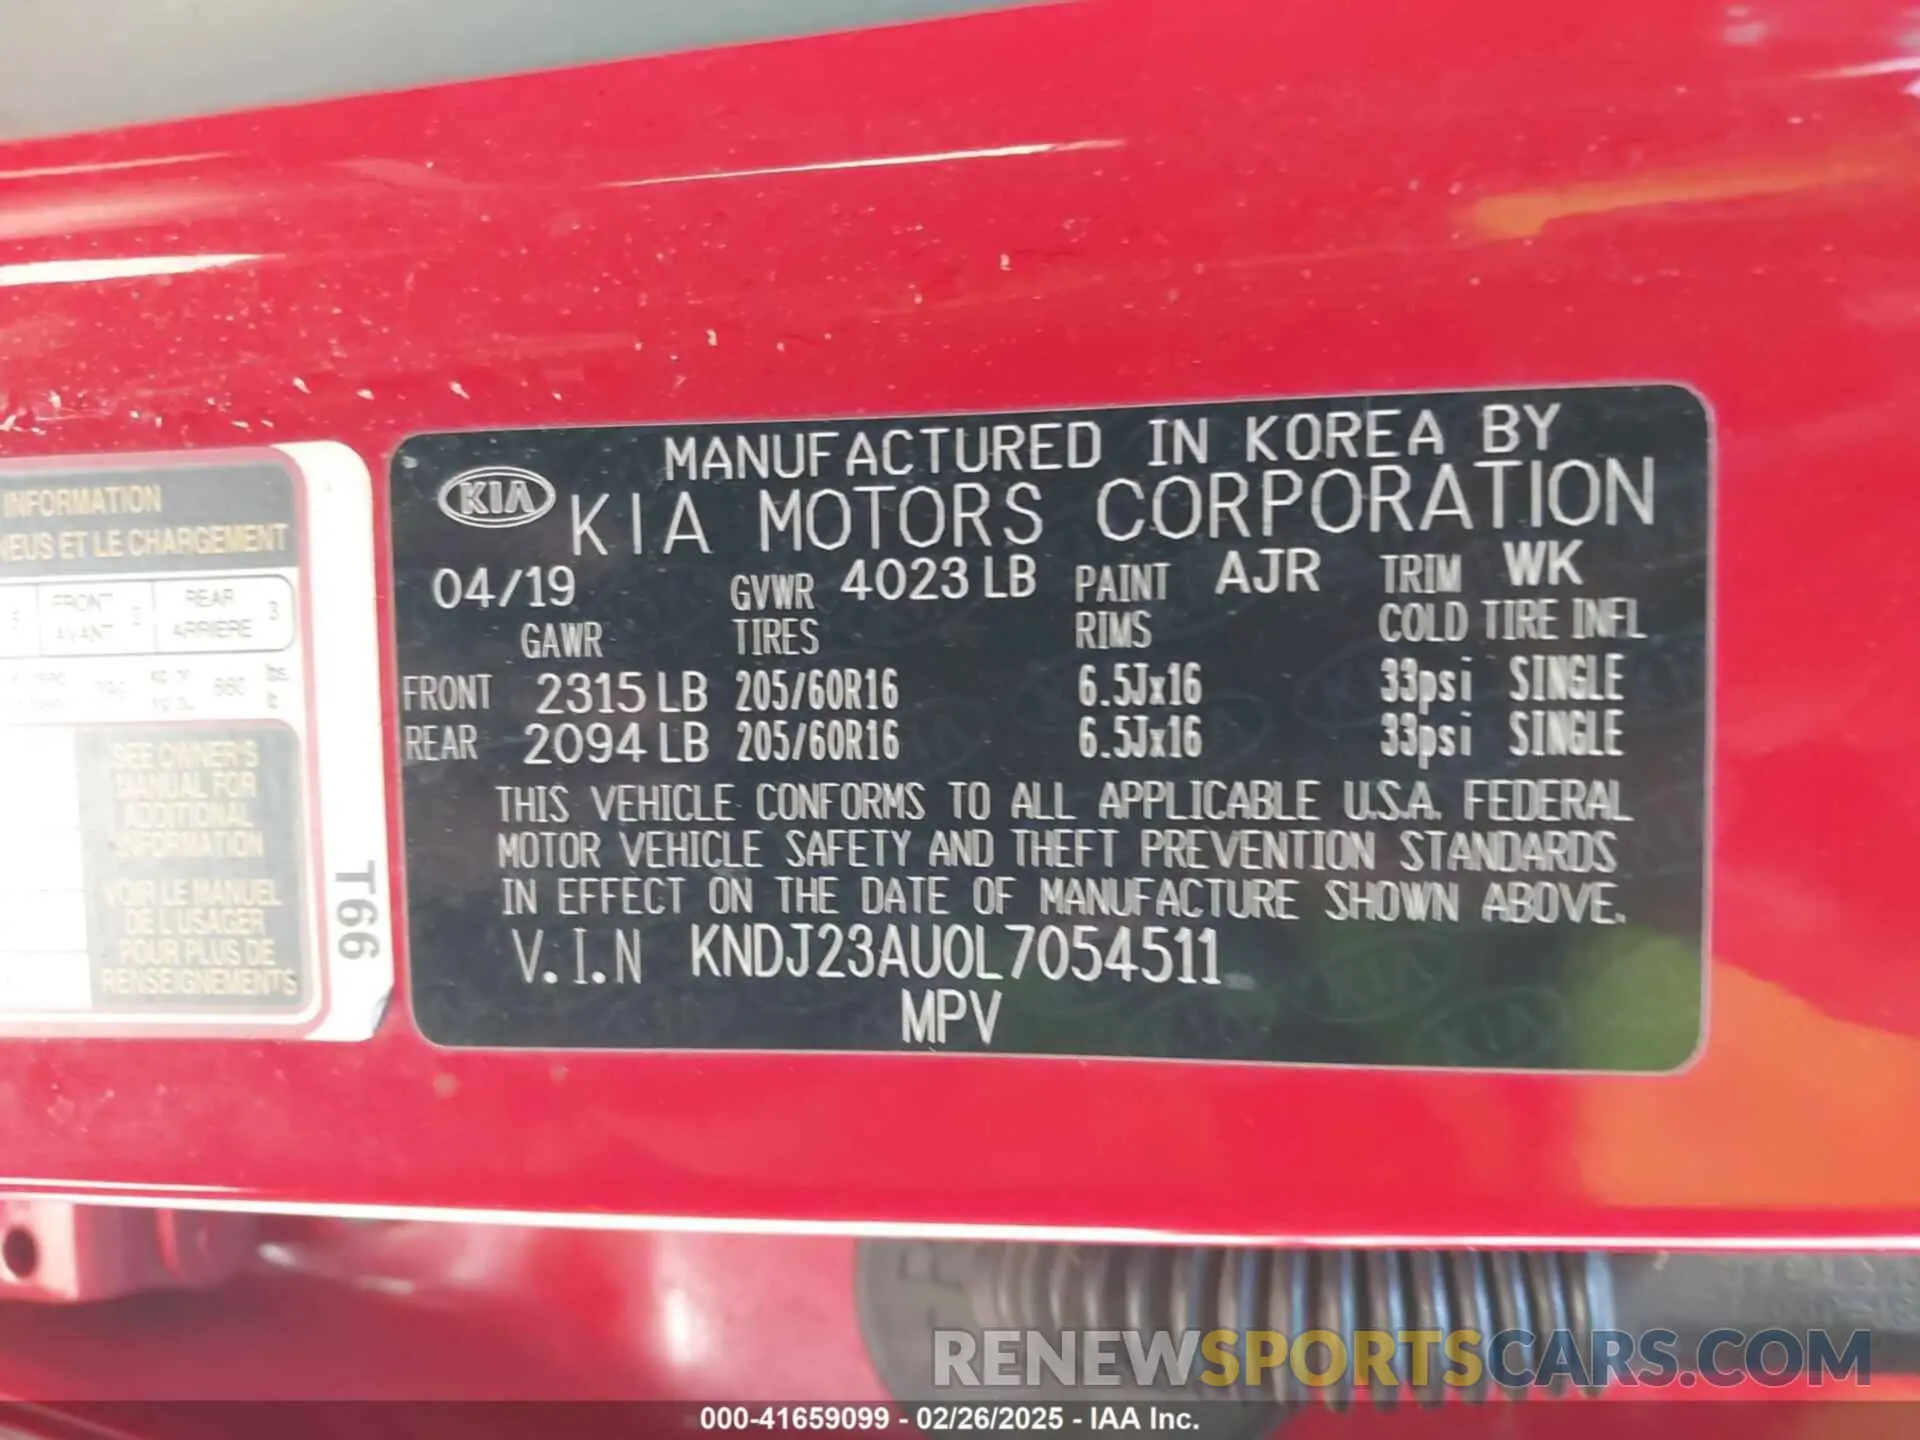 INFORMATION
NEUS ET LE CHARGEMENT
FRONT
AVANT
REAR
ARRIÈRE
3
SEE OWNER'S
MANUAL FOR
ADDITIONAL
INFORMATION
VOIR LE MANUEL
DE L'USAGER
POUR PLUS DE
RENSEIGNEMENTS
T66
MANUFACTURED IN KOREA BY
KIA KIA MOTORS CORPORATION
04/19 GVWR 4023 LB PAINT AJR TRIM WK
GAWR TIRES RIMS COLD TIRE INFL
FRONT 2315 LB 205/60R16 6.5Jx16 33psi SINGLE
REAR 2094 LB 205/60R16 6.5Jx16 33psi SINGLE
THIS VEHICLE CONFORMS TO ALL APPLICABLE U.S.A. FEDERAL
MOTOR VEHICLE SAFETY AND THEFT PREVENTION STANDARDS
IN EFFECT ON THE DATE OF MANUFACTURE SHOWN ABOVE.
V.I.N KNDJ23AU0L7054511
MPV
RENEWSPORTSCARS.COM
000-41659099 - 02/26/2025 - IAA Inc.